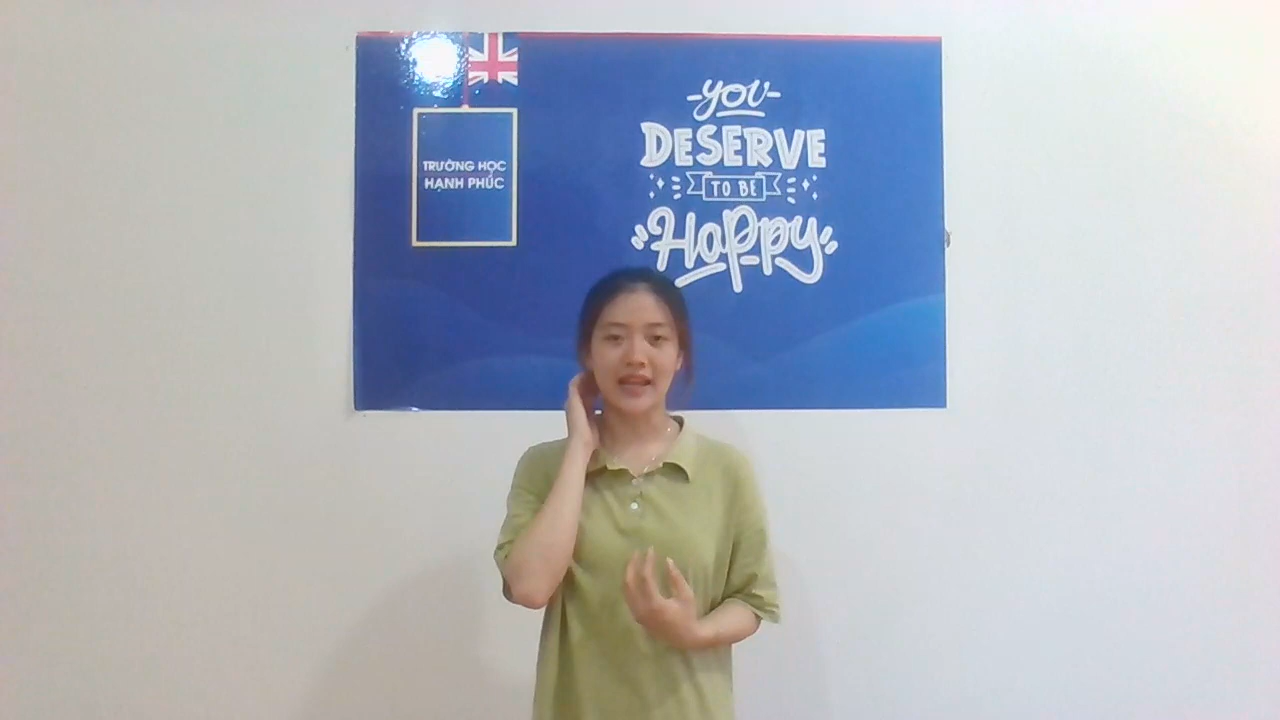 TRƯỜNG HỌC
HẠNH PHÚC
YOU
DESERVE
TO BE
Happy